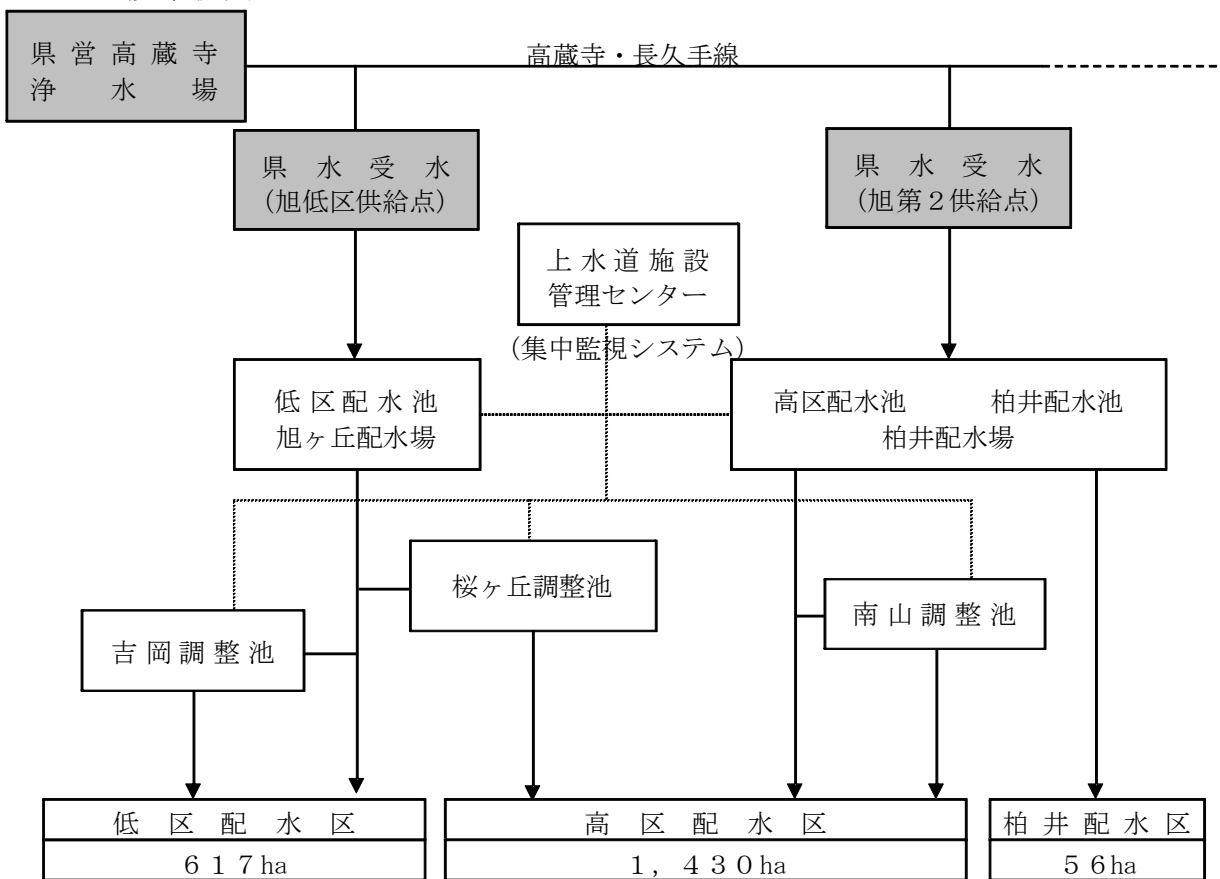 県営高蔵寺
浄水場
高蔵寺・長久手線
県水受水
(旭低区供給点)
県水受水
(旭第２供給点)
上水道施設
管理センター
(集中監視システム)
低区配水池
旭ヶ丘配水場
高区配水池　柏井配水池
柏井配水場
桜ヶ丘調整池
南山調整池
吉岡調整池
低区配水区
６１７ha
高区配水区
１，４３０ha
柏井配水区
５６ha